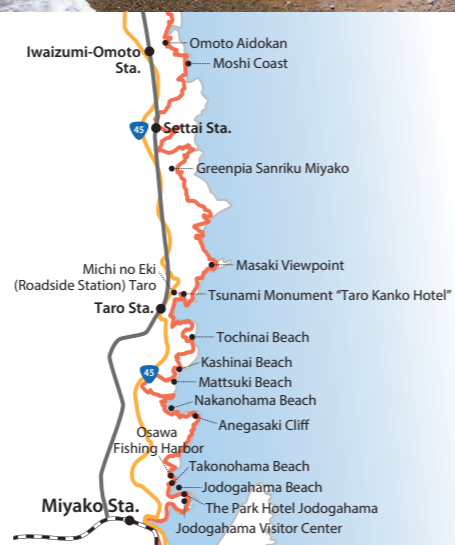 Omoto Aidokan
Iwaizumi-Omoto
Sta.
Moshi Coast
45
Settai Sta.
Greenpia Sanriku Miyako
Masaki Viewpoint
Michi no Eki
(Roadside Station) Taro
Tsunami Monument “Taro Kanko Hotel”
Taro Sta.
Tochinai Beach
Kashinai Beach
45
Mattsuki Beach
Nakanohama Beach
Anegasaki Cliff
Osawa
Fishing Harbor
Takonohama Beach
Jodogahama Beach
Miyako Sta.
The Park Hotel Jodogahama
Jodogahama Visitor Center